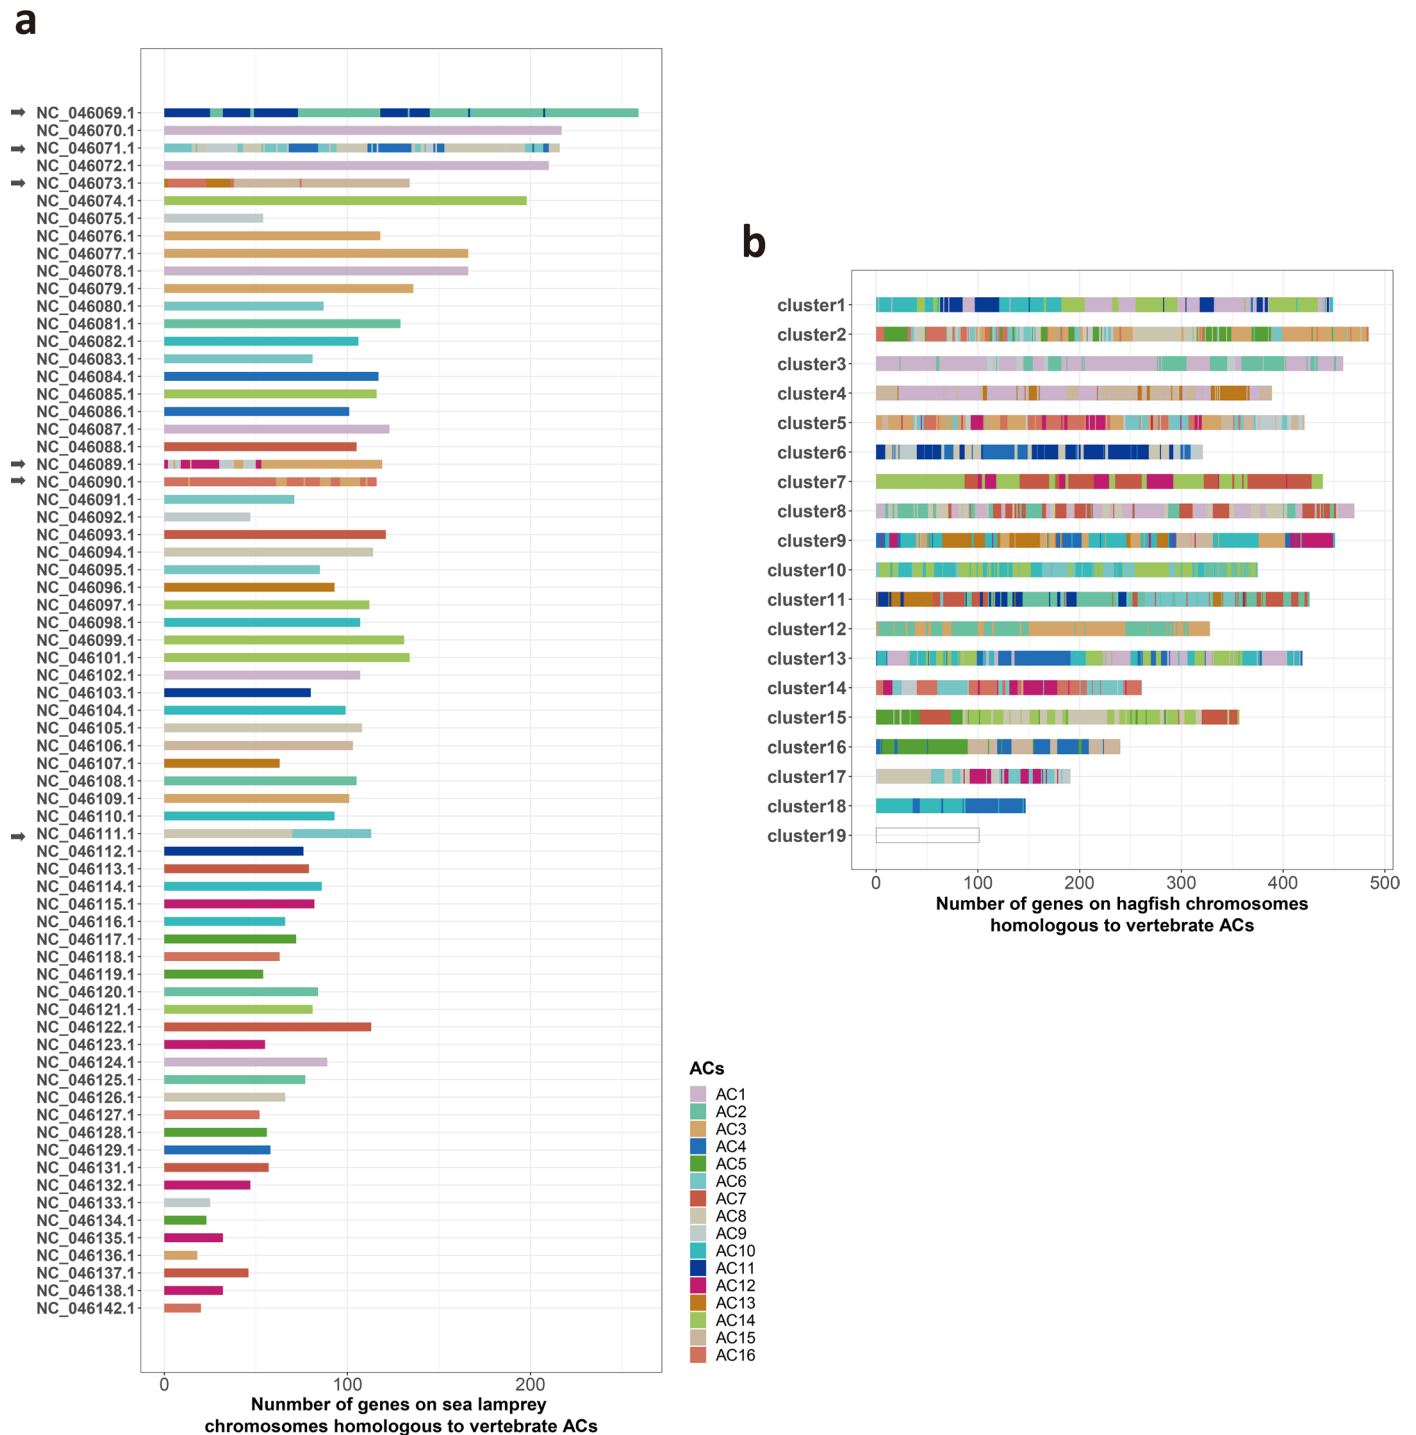 a
NC_046069.1
NC_046070.1
NC_046071.1
NC_046072.1
NC_046073.1
NC_046074.1
NC_046075.1
NC_046076.1
NC_046077.1
NC_046078.1
NC_046079.1
NC_046080.1
NC_046081.1
NC_046082.1
NC_046083.1
NC_046084.1
NC_046085.1
NC_046086.1
NC_046087.1
NC_046088.1
NC_046089.1
NC_046090.1
NC_046091.1
NC_046092.1
NC_046093.1
NC_046094.1
NC_046095.1
NC_046096.1
NC_046097.1
NC_046098.1
NC_046099.1
NC_046101.1
NC_046102.1
NC_046103.1
NC_046104.1
NC_046105.1
NC_046106.1
NC_046107.1
NC_046108.1
NC_046109.1
NC_046110.1
NC_046111.1
NC_046112.1
NC_046113.1
NC_046114.1
NC_046115.1
NC_046116.1
NC_046117.1
NC_046118.1
NC_046119.1
NC_046120.1
NC_046121.1
NC_046122.1
NC_046123.1
NC_046124.1
NC_046125.1
NC_046126.1
NC_046127.1
NC_046128.1
NC_046129.1
NC_046131.1
NC_046132.1
NC_046133.1
NC_046134.1
NC_046135.1
NC_046136.1
NC_046137.1
NC_046138.1
NC_046142.1
0 100 200
Nunmber of genes on sea lamprey
chromosomes homologous to vertebrate ACs
b
cluster1
cluster2
cluster3
cluster4
cluster5
cluster6
cluster7
cluster8
cluster9
cluster10
cluster11
cluster12
cluster13
cluster14
cluster15
cluster16
cluster17
cluster18
cluster19
0 100 200 300 400 500
Number of genes on hagfish chromosomes
homologous to vertebrate ACs
ACs
AC1
AC2
AC3
AC4
AC5
AC6
AC7
AC8
AC9
AC10
AC11
AC12
AC13
AC14
AC15
AC16